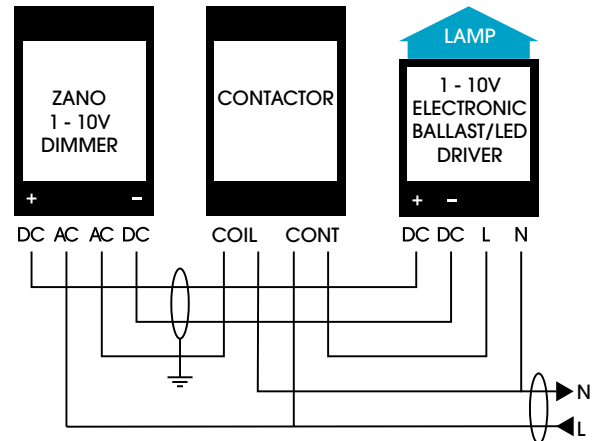 LAMP
ZANO
1 - 10V
DIMMER
CONTACTOR
1 - 10V
ELECTRONIC
BALLAST/LED
DRIVER
+ -
+ -
DC AC AC DC
COIL CONT
DC DC L N
N
L